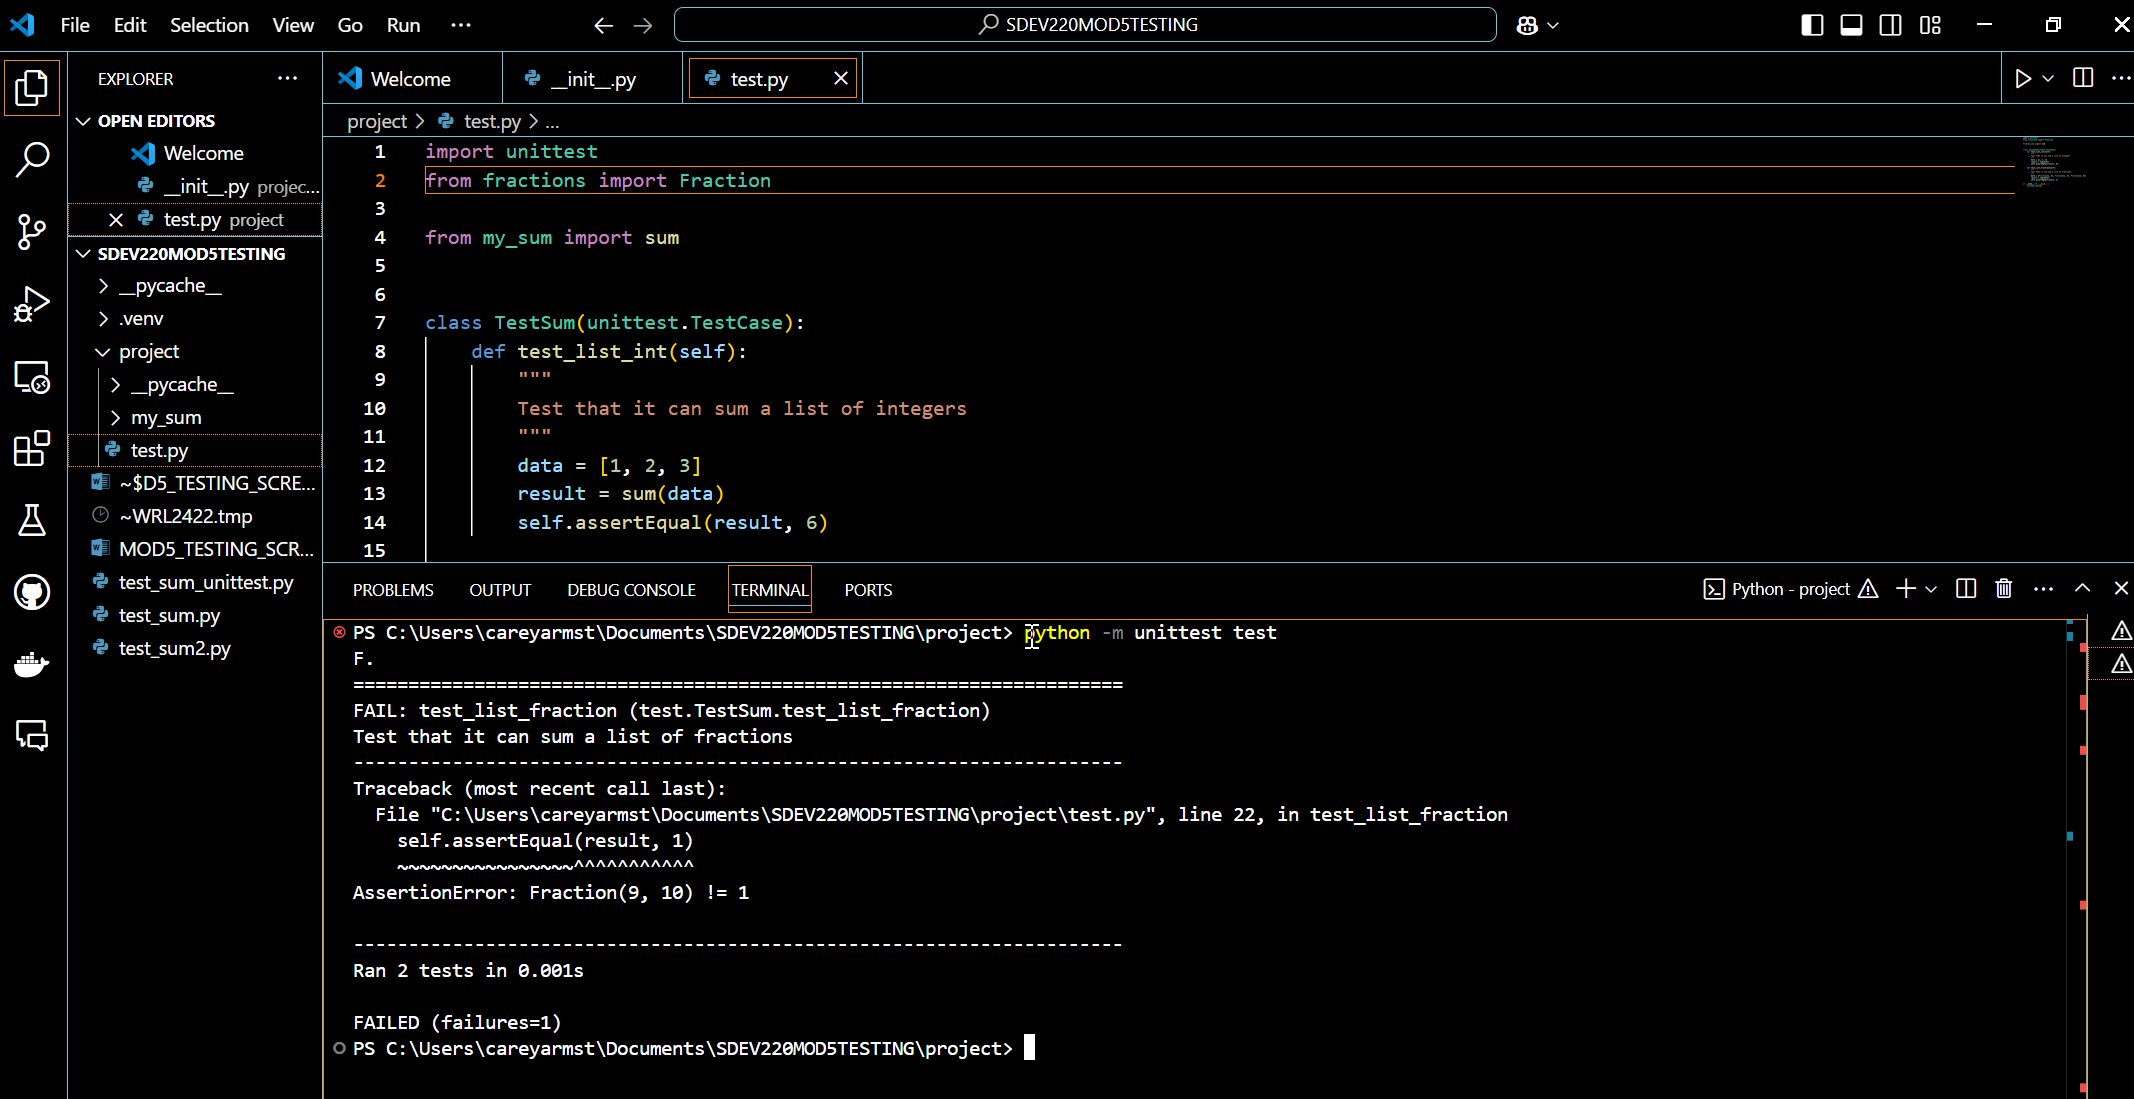 File Edit Selection View Go Run ···
SDEV220MOD5TESTING
EXPLORER
OPEN EDITORS
Welcome
__init__.py projec...
test.py project
SDEV220MOD5TESTING
__pycache__
.venv
project
__pycache__
my_sum
test.py
~$D5_TESTING_SCRE...
~WRL2422.tmp
MOD5_TESTING_SCR...
test_sum_unittest.py
test_sum.py
test_sum2.py
Welcome __init__.py test.py
project > test.py > ...
1 import unittest
2 from fractions import Fraction
3
4 from my_sum import sum
5
6
7 class TestSum(unittest.TestCase):
8 def test_list_int(self):
9 """
10 Test that it can sum a list of integers
11 """
12 data = [1, 2, 3]
13 result = sum(data)
14 self.assertEqual(result, 6)
15
PROBLEMS OUTPUT DEBUG CONSOLE TERMINAL PORTS
Python - project
PS C:\Users\careyarmst\Documents\SDEV220MOD5TESTING\project> python -m unittest test
F.
======================================================================
FAIL: test_list_fraction (test.TestSum.test_list_fraction)
Test that it can sum a list of fractions
----------------------------------------------------------------------
Traceback (most recent call last):
File "C:\Users\careyarmst\Documents\SDEV220MOD5TESTING\project\test.py", line 22, in test_list_fraction
self.assertEqual(result, 1)
~~~~~~~~~~~~~~~~^^^^^^^^^^^
AssertionError: Fraction(9, 10) != 1
----------------------------------------------------------------------
Ran 2 tests in 0.001s
FAILED (failures=1)
PS C:\Users\careyarmst\Documents\SDEV220MOD5TESTING\project>